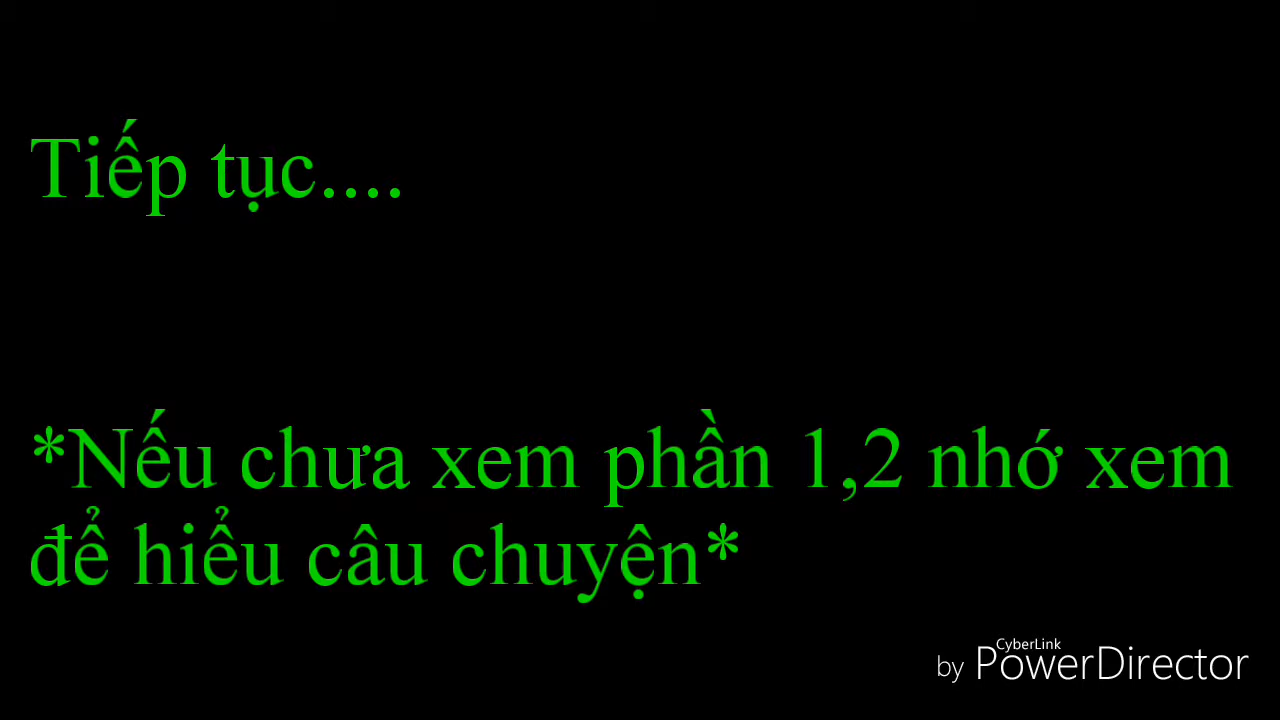 Tiếp tục....
*Nếu chưa xem phần 1,2 nhớ xem
để hiểu câu chuyện*
CyberLink
by PowerDirector